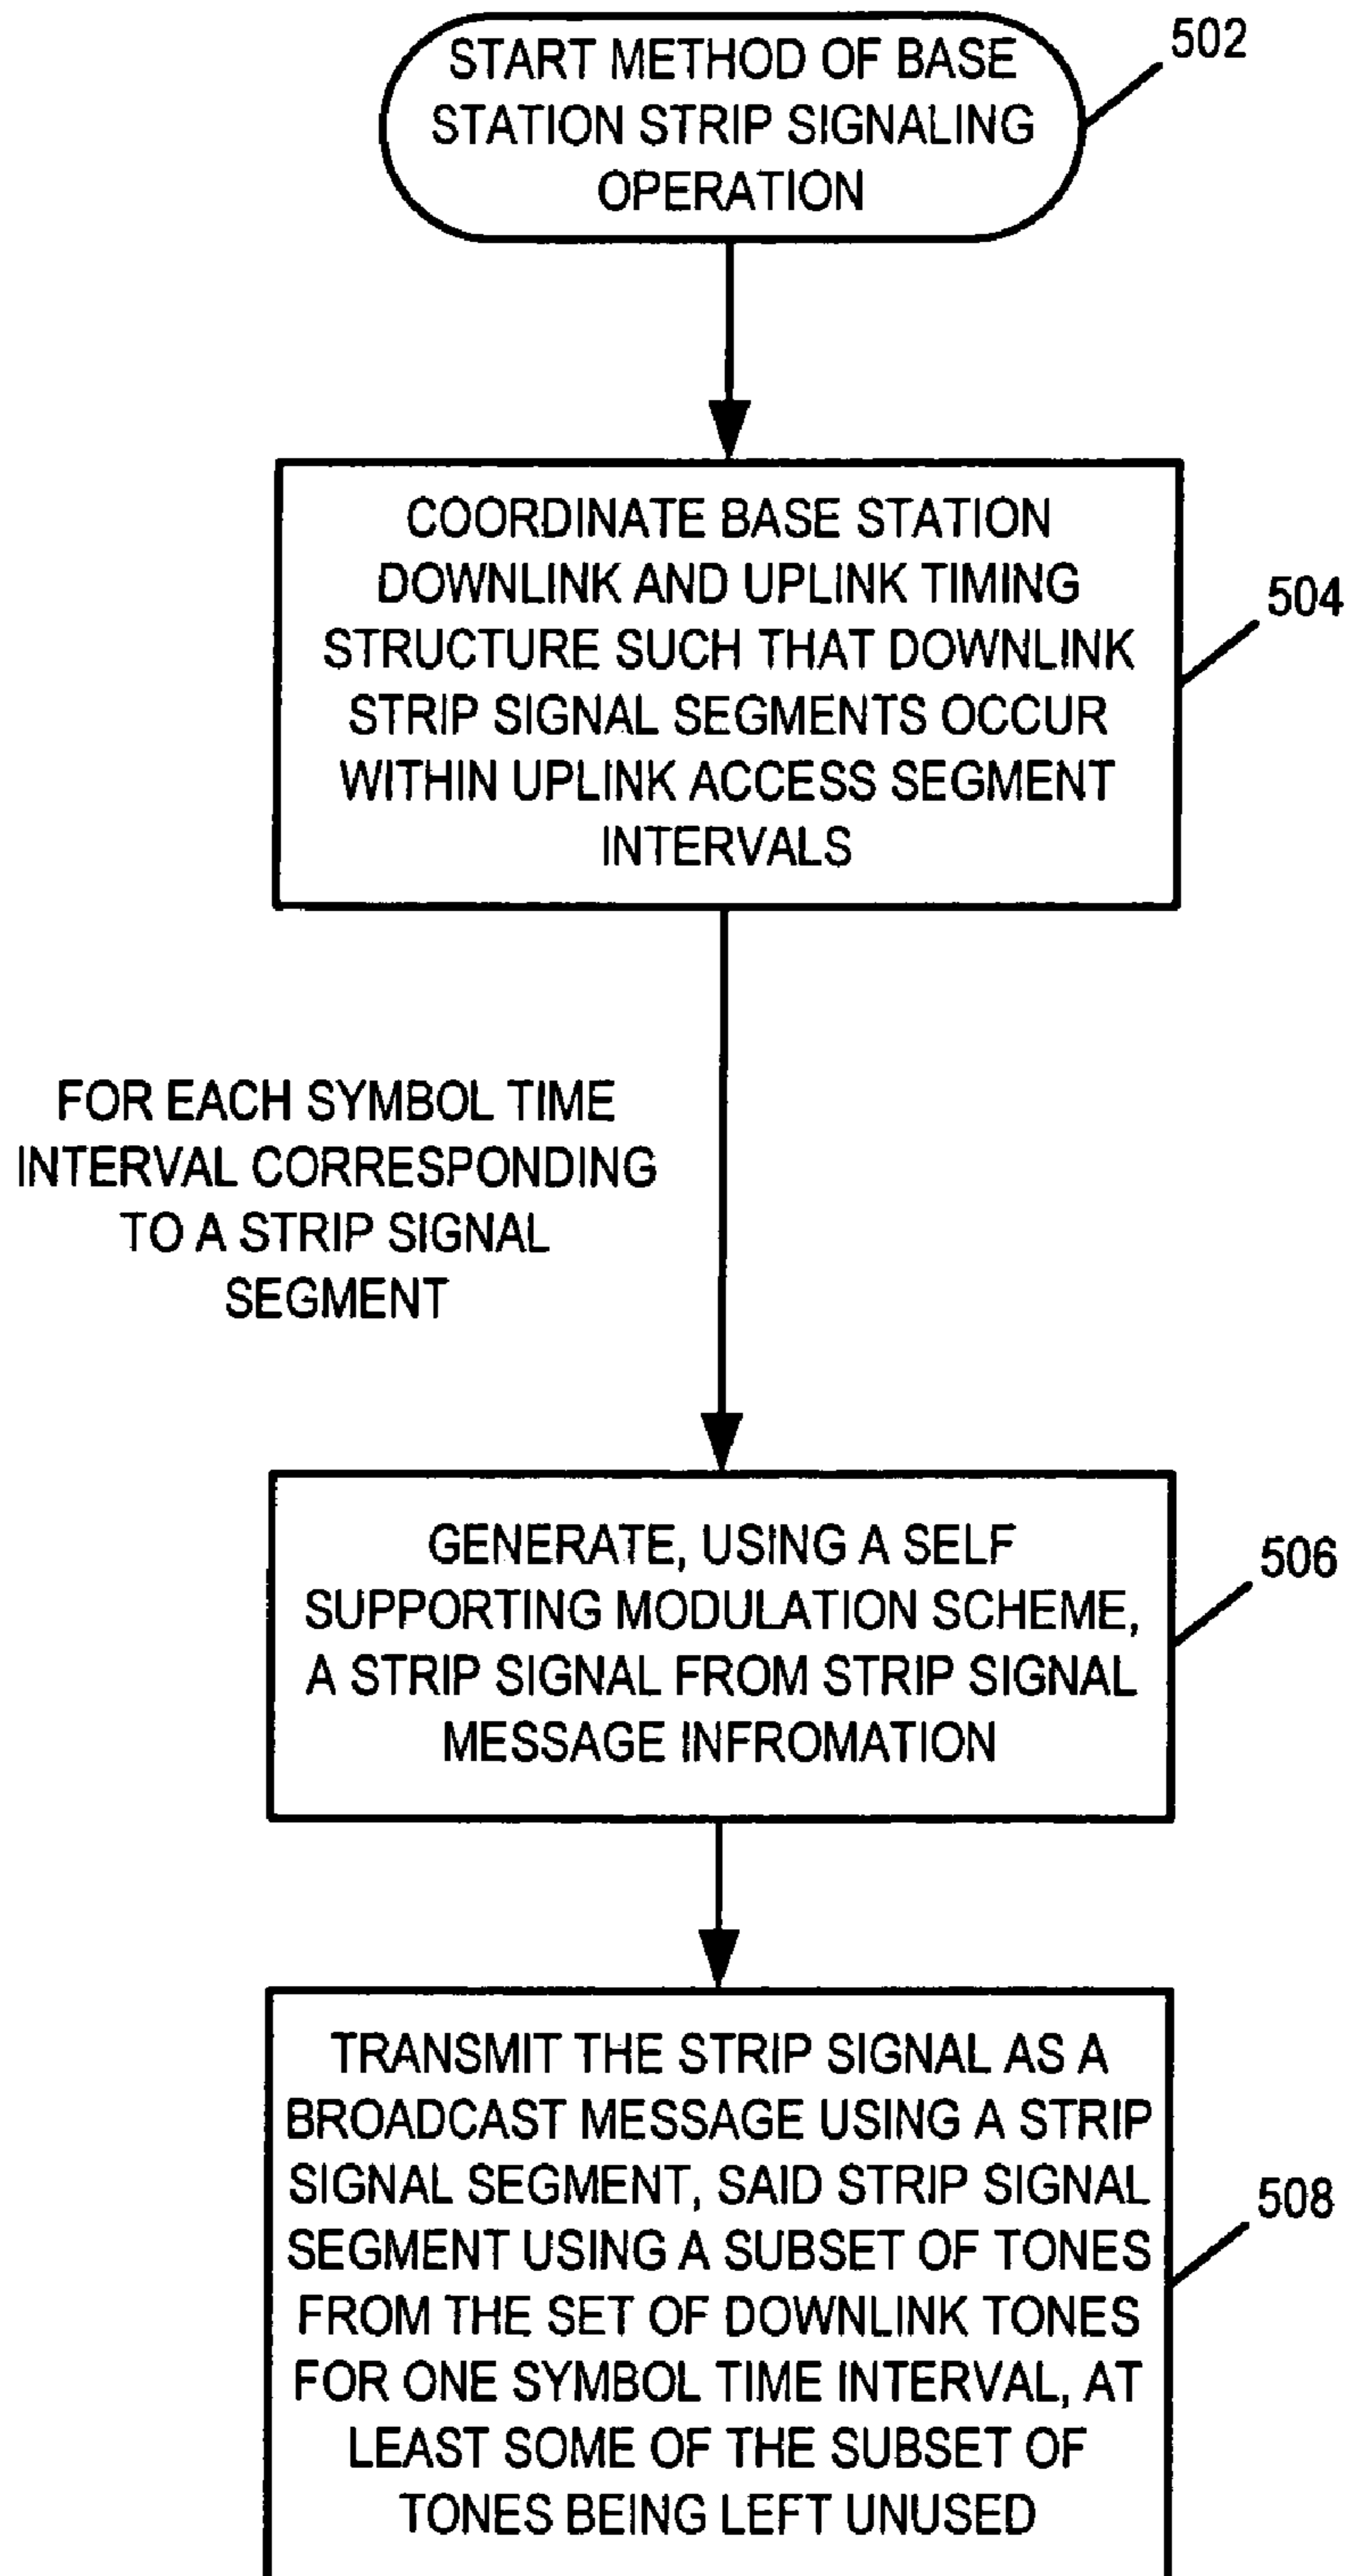 START METHOD OF BASE
STATION STRIP SIGNALING
OPERATION
502
COORDINATE BASE STATION
DOWNLINK AND UPLINK TIMING
STRUCTURE SUCH THAT DOWNLINK
STRIP SIGNAL SEGMENTS OCCUR
WITHIN UPLINK ACCESS SEGMENT
INTERVALS
504
FOR EACH SYMBOL TIME
INTERVAL CORRESPONDING
TO A STRIP SIGNAL
SEGMENT
GENERATE, USING A SELF
SUPPORTING MODULATION SCHEME,
A STRIP SIGNAL FROM STRIP SIGNAL
MESSAGE INFROMATION
506
TRANSMIT THE STRIP SIGNAL AS A
BROADCAST MESSAGE USING A STRIP
SIGNAL SEGMENT, SAID STRIP SIGNAL
SEGMENT USING A SUBSET OF TONES
FROM THE SET OF DOWNLINK TONES
FOR ONE SYMBOL TIME INTERVAL, AT
LEAST SOME OF THE SUBSET OF
TONES BEING LEFT UNUSED
508